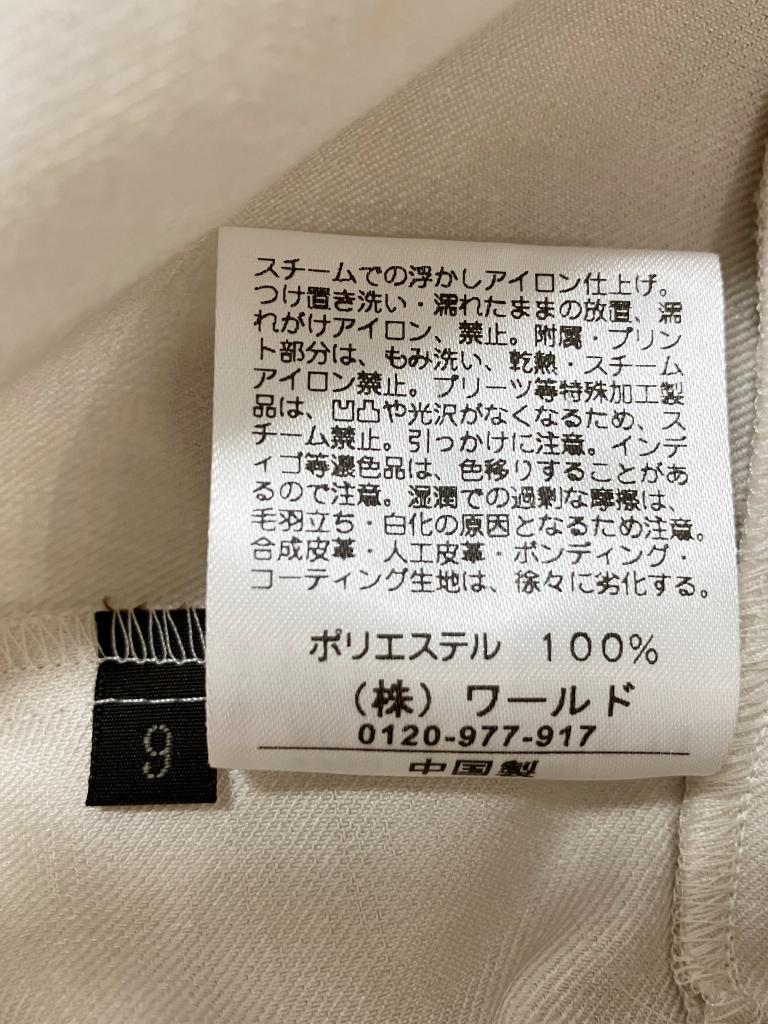 スチームでの浮かしアイロン仕上げ。
つけ置き洗い・濡れたままの放置、濡
れがけアイロン、禁止。附属・プリン
ト部分は、もみ洗い、乾熱・スチーム
アイロン禁止。プリーツ等特殊加工製
品は、凹凸や光沢がなくなるため、ス
チーム禁止。引っかけに注意。インデ
ィゴ等濃色品は、色移りすることがあ
るので注意。湿潤での過剰な摩擦は、
毛羽立ち・白化の原因となるため注意。
合成皮革・人工皮革・ボンディング・
コーティング生地は、徐々に劣化する。
ポリエステル 100%
（株）ワールド
0120-977-917
中国製
9